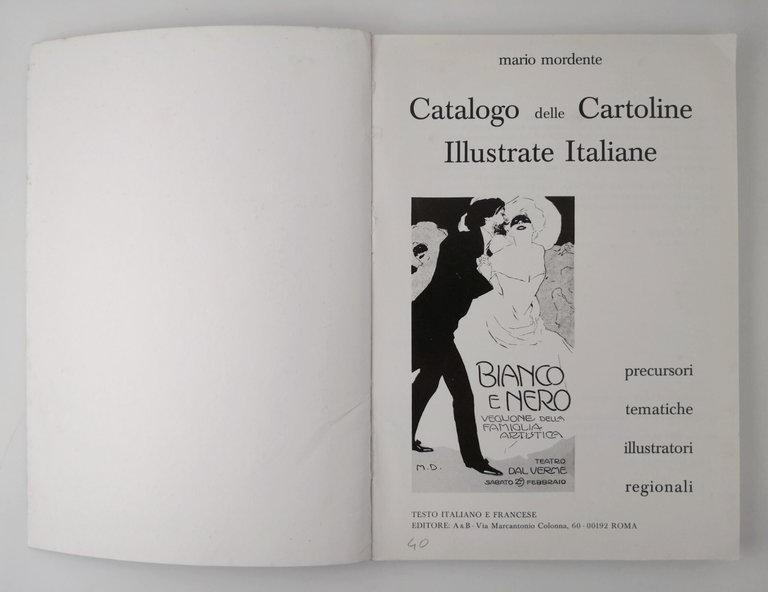 mario mordente
Catalogo delle Cartoline
Illustrate Italiane
BIANCO
E NERO
VEGLIONE DELLA
FAMIGLIA
ARTISTICA
M.D.
TEATRO
DAL VERME
SABATO 29 FEBBRAIO
precursori
tematiche
illustratori
regionali
TESTO ITALIANO E FRANCESE
EDITORE: A & B - Via Marcantonio Colonna, 60 - 00192 ROMA
40